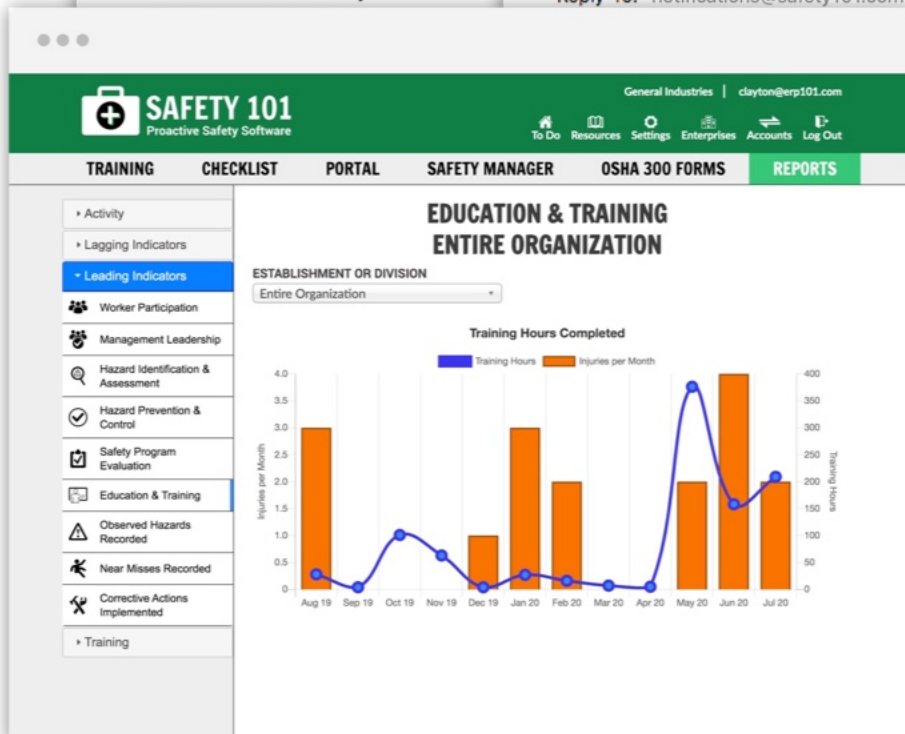 notifications@safety101.com
General Industries | clayton@erp101.com
SAFETY 101
Proactive Safety Software
To Do Resources Settings Enterprises Accounts Log Out
TRAINING CHECKLIST PORTAL SAFETY MANAGER OSHA 300 FORMS REPORTS
Activity
Lagging Indicators
Leading Indicators
Worker Participation
Management Leadership
Hazard Identification &
Assessment
Hazard Prevention &
Control
Safety Program
Evaluation
Education & Training
Observed Hazards
Recorded
Near Misses Recorded
Corrective Actions
Implemented
Training
EDUCATION & TRAINING
ENTIRE ORGANIZATION
ESTABLISHMENT OR DIVISION
Entire Organization
Training Hours Completed
Training Hours Injuries per Month
4.0 400
3.5 350
3.0 300
2.5 250
2.0 200
1.5 150
1.0 100
0.5 50
0 0
Injuries per Month
Training Hours
Aug 19 Sep 19 Oct 19 Nov 19 Dec 19 Jan 20 Feb 20 Mar 20 Apr 20 May 20 Jun 20 Jul 20